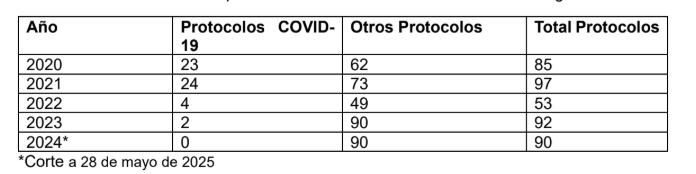 Año Protocolos COVID-19 Otros Protocolos Total Protocolos
2020 23 62 85
2021 24 73 97
2022 4 49 53
2023 2 90 92
2024* 0 90 90
*Corte a 28 de mayo de 2025